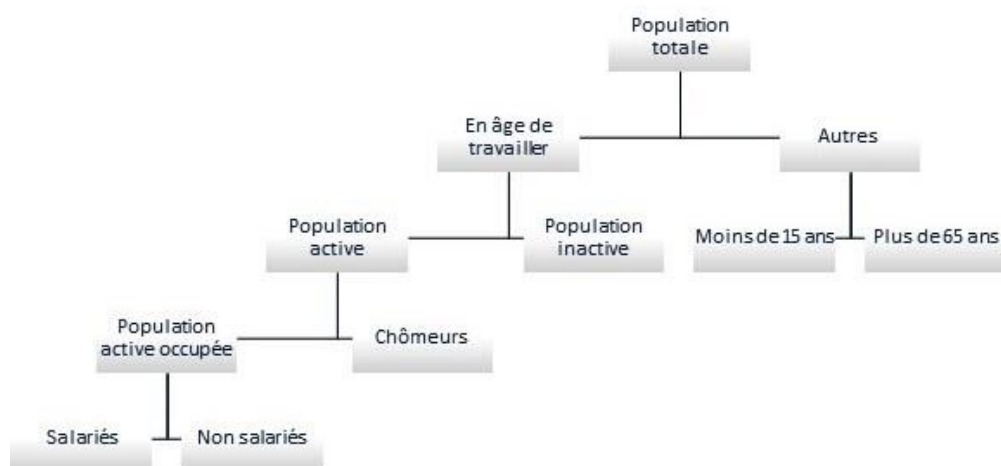 Population
totale
En âge de
travailler
Autres
Population
active
Population
inactive
Moins de 15 ans
Plus de 65 ans
Population
active occupée
Chômeurs
Salariés
Non salariés